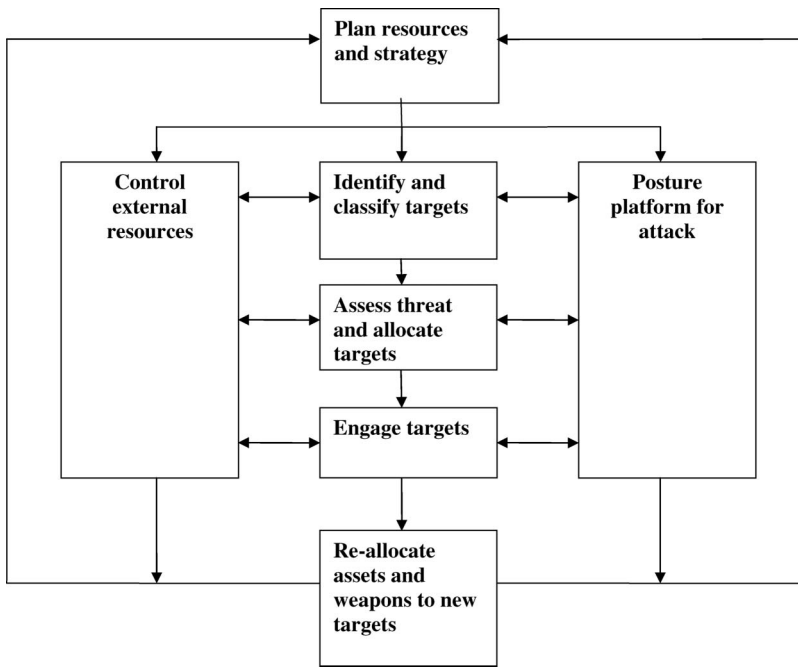 Plan resources
and strategy
Control
external
resources
Identify and
classify targets
Posture
platform for
attack
Assess threat
and allocate
targets
Engage targets
Re-allocate
assets and
weapons to new
targets